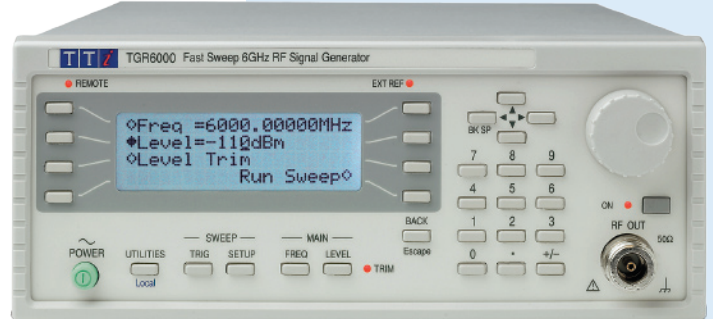 TTi TGR6000 Fast Sweep 6GHz RF Signal Generator
REMOTE
EXT REF
◇Freq =6000.00000MHz
◆Level=-110dBm
◇Level Trim
Run Sweep◇
BK SP
7 8 9
4 5 6
1 2 3
0 . +/-
BACK
Escape
ON
RF OUT
50Ω
POWER
UTILITIES
Local
SWEEP
TRIG SETUP
MAIN
FREQ LEVEL
TRIM